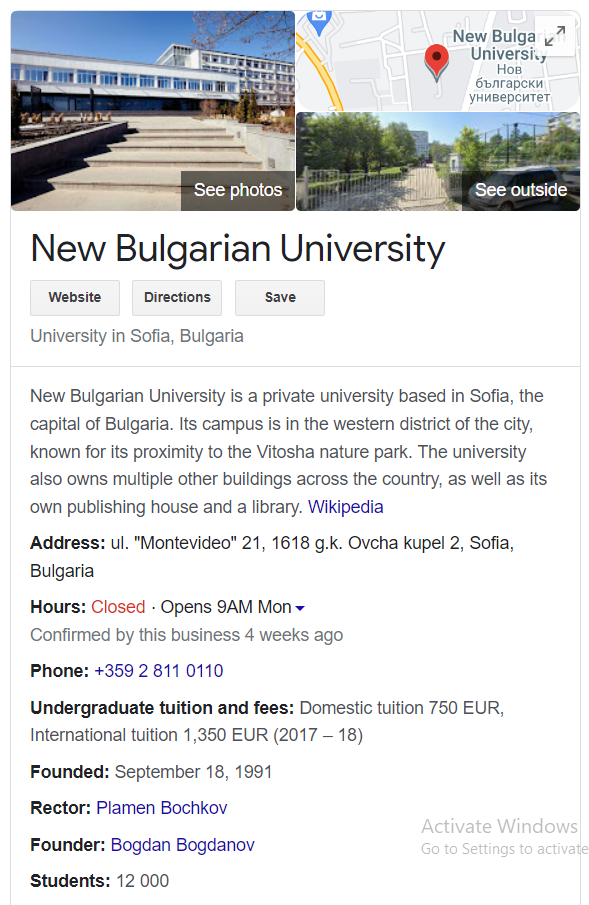 New Bulgarian
University
Нов
български
университет
See photos
See outside
New Bulgarian University
Website
Directions
Save
University in Sofia, Bulgaria
New Bulgarian University is a private university based in Sofia, the
capital of Bulgaria. Its campus is in the western district of the city,
known for its proximity to the Vitosha nature park. The university
also owns multiple other buildings across the country, as well as its
own publishing house and a library. Wikipedia
Address: ul. "Montevideo" 21, 1618 g.k. Ovcha kupel 2, Sofia,
Bulgaria
Hours: Closed · Opens 9AM Mon
Confirmed by this business 4 weeks ago
Phone: +359 2 811 0110
Undergraduate tuition and fees: Domestic tuition 750 EUR,
International tuition 1,350 EUR (2017 – 18)
Founded: September 18, 1991
Rector: Plamen Bochkov
Founder: Bogdan Bogdanov
Activate Windows
Go to Settings to activate
Students: 12 000